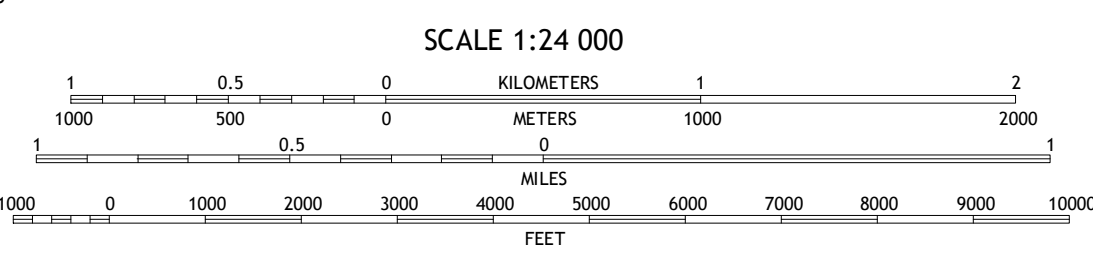 SCALE 1:24 000
1 0.5 0 KILOMETERS 1 2
1000 500 0 METERS 1000 2000
1 0.5 0 1
MILES
1000 0 1000 2000 3000 4000 5000 6000 7000 8000 9000 10000
FEET